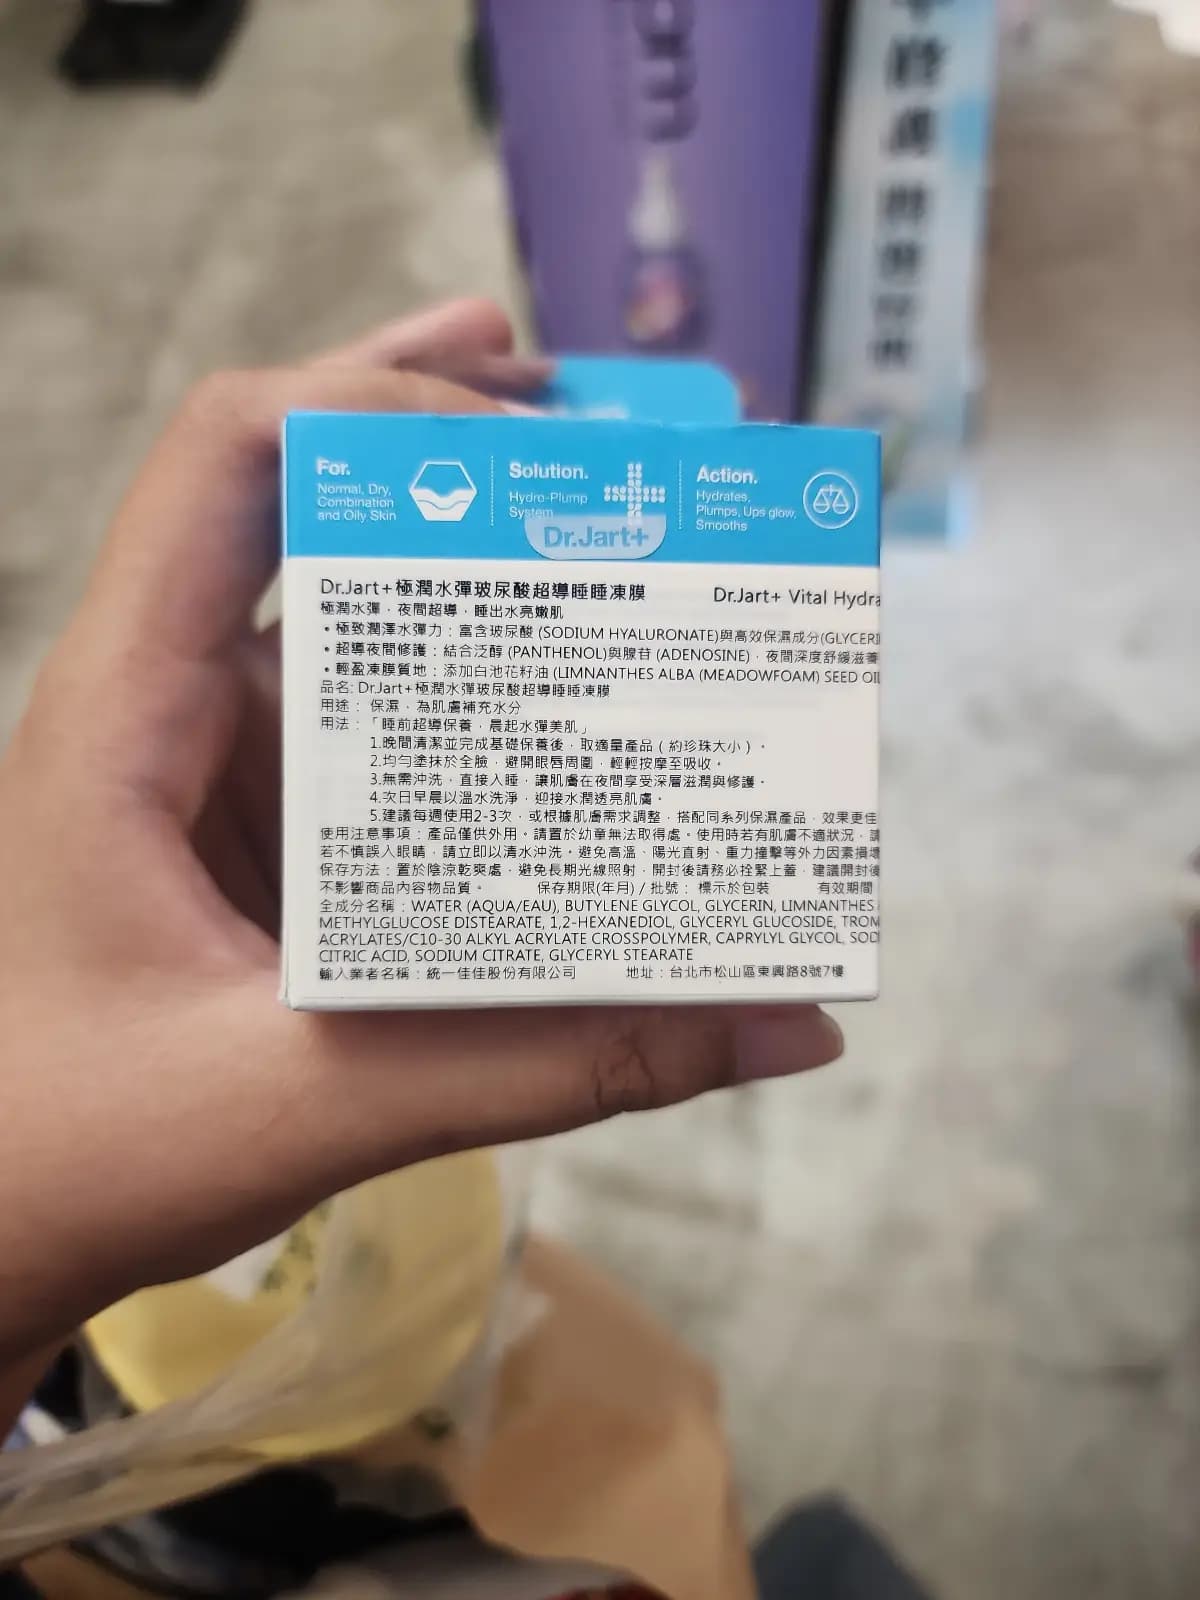 For.
Normal, Dry,
Combination
and Oily Skin
Solution.
Hydro-Plump
System
Action.
Hydrates,
Plumps, Ups glow,
Smooths
Dr.Jart+
Dr.Jart+極潤水彈玻尿酸超導睡睡凍膜 Dr.Jart+ Vital Hydra
極潤水彈，夜間超導，睡出水亮嫩肌
•極致潤澤水彈力：富含玻尿酸 (SODIUM HYALURONATE)與高效保濕成分(GLYCERI
•超導夜間修護：結合泛醇 (PANTHENOL)與腺苷 (ADENOSINE)，夜間深度舒緩滋養
•輕盈凍膜質地：添加白池花籽油 (LIMNANTHES ALBA (MEADOWFOAM) SEED OIL
品名: Dr.Jart+極潤水彈玻尿酸超導睡睡凍膜
用途： 保濕，為肌膚補充水分
用法：「睡前超導保養，晨起水彈美肌」
1.晚間清潔並完成基礎保養後，取適量產品（約珍珠大小）。
2.均勻塗抹於全臉，避開眼唇周圍，輕輕按摩至吸收。
3.無需沖洗，直接入睡，讓肌膚在夜間享受深層滋潤與修護。
4.次日早晨以溫水洗淨，迎接水潤透亮肌膚。
5.建議每週使用2-3次，或根據肌膚需求調整，搭配同系列保濕產品，效果更佳
使用注意事項：產品僅供外用。請置於幼童無法取得處。使用時若有肌膚不適狀況，請
若不慎誤入眼睛，請立即以清水沖洗。避免高溫、陽光直射、重力撞擊等外力因素損壞
保存方法：置於陰涼乾爽處，避免長期光線照射，開封後請務必拴緊上蓋，建議開封後
不影響商品內容物品質。 保存期限(年月) / 批號： 標示於包裝 有效期間
全成分名稱：WATER (AQUA/EAU), BUTYLENE GLYCOL, GLYCERIN, LIMNANTHES
METHYLGLUCOSE DISTEARATE, 1,2-HEXANEDIOL, GLYCERYL GLUCOSIDE, TROM
ACRYLATES/C10-30 ALKYL ACRYLATE CROSSPOLYMER, CAPRYLYL GLYCOL, SOD
CITRIC ACID, SODIUM CITRATE, GLYCERYL STEARATE
輸入業者名稱：統一佳佳股份有限公司 地址：台北市松山區東興路8號7樓